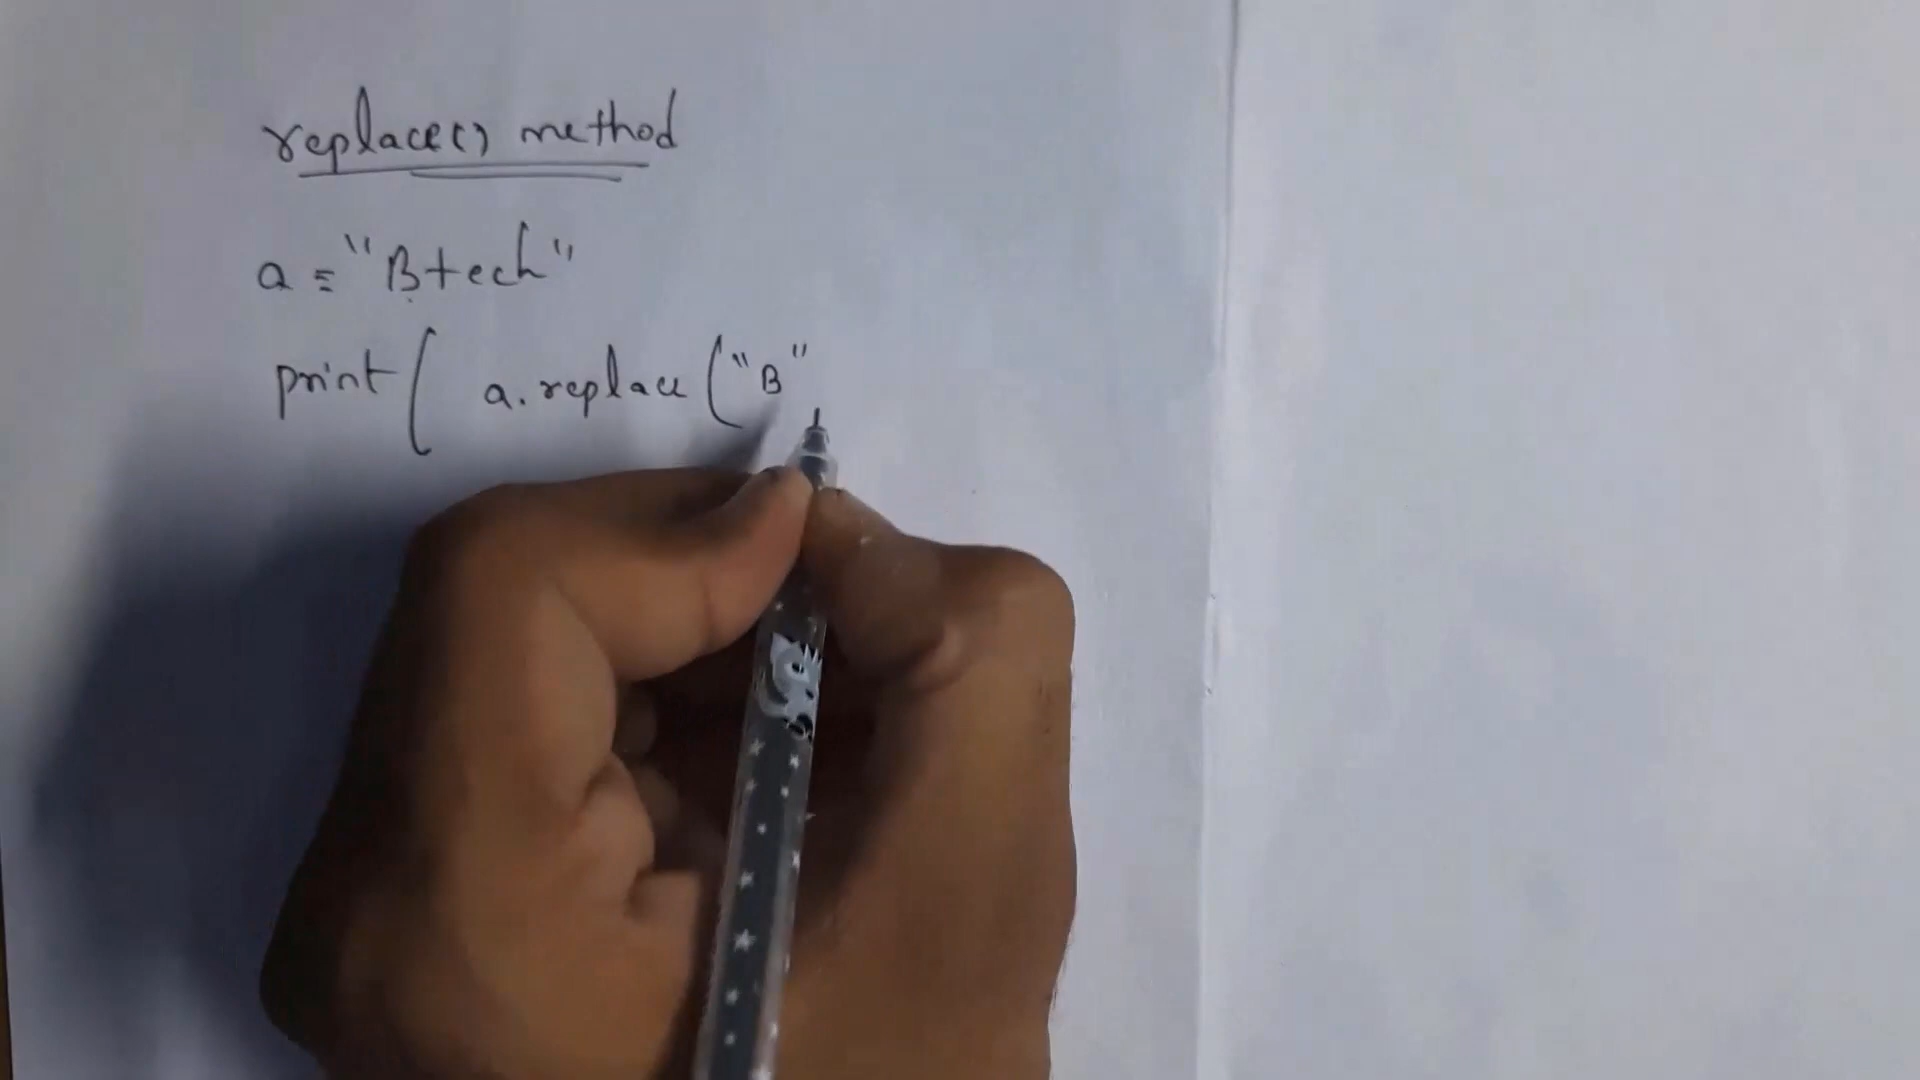 replace() method
a = "Btech"
print( a.replace("B"